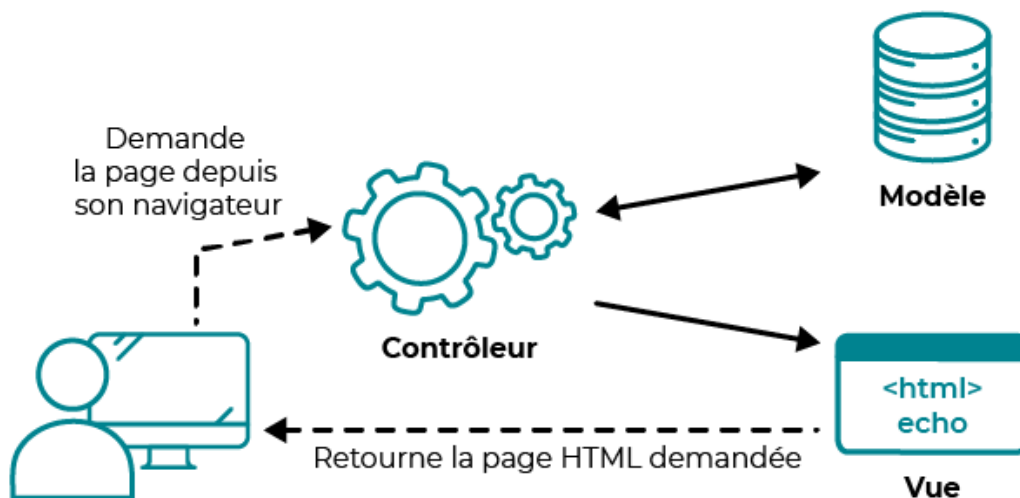 Demande
la page depuis
son navigateur
Modèle
Contrôleur
<html>
echo
Retourne la page HTML demandée
Vue